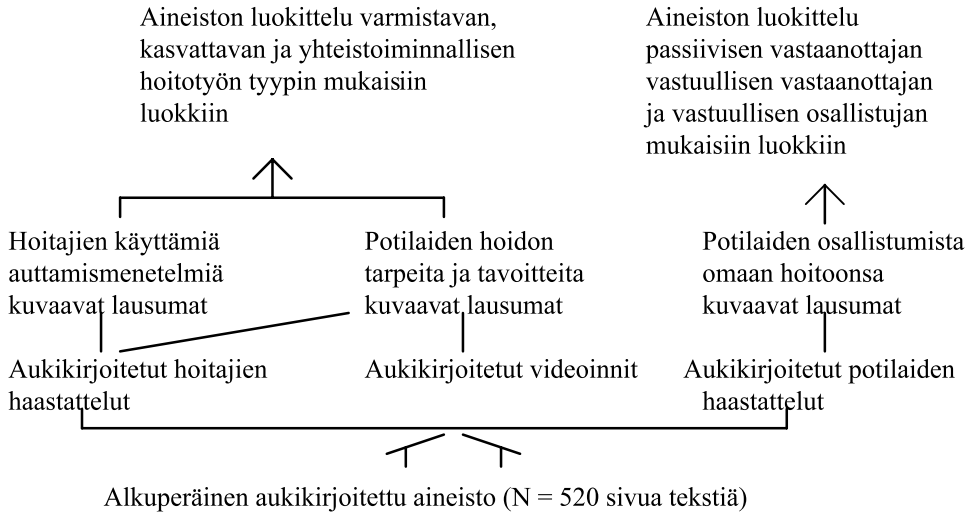 Aineiston luokittelu varmistavan,
kasvattavan ja yhteistoiminnallisen
hoitotyön tyypin mukaisiin
luokkiin
Aineiston luokittelu
passiivisen vastaanottajan
vastuullisen vastaanottajan
ja vastuullisen osallistujan
mukaisiin luokkiin
Hoitajien käyttämiä
auttamismenetelmiä
kuvaavat lausumat
Potilaiden hoidon
tarpeita ja tavoitteita
kuvaavat lausumat
Potilaiden osallistumista
omaan hoitoonsa
kuvaavat lausumat
Aukikirjoitetut hoitajien
haastattelut
Aukikirjoitetut videoinnit
Aukikirjoitetut potilaiden
haastattelut
Alkuperäinen aukikirjoitettu aineisto (N = 520 sivua tekstiä)